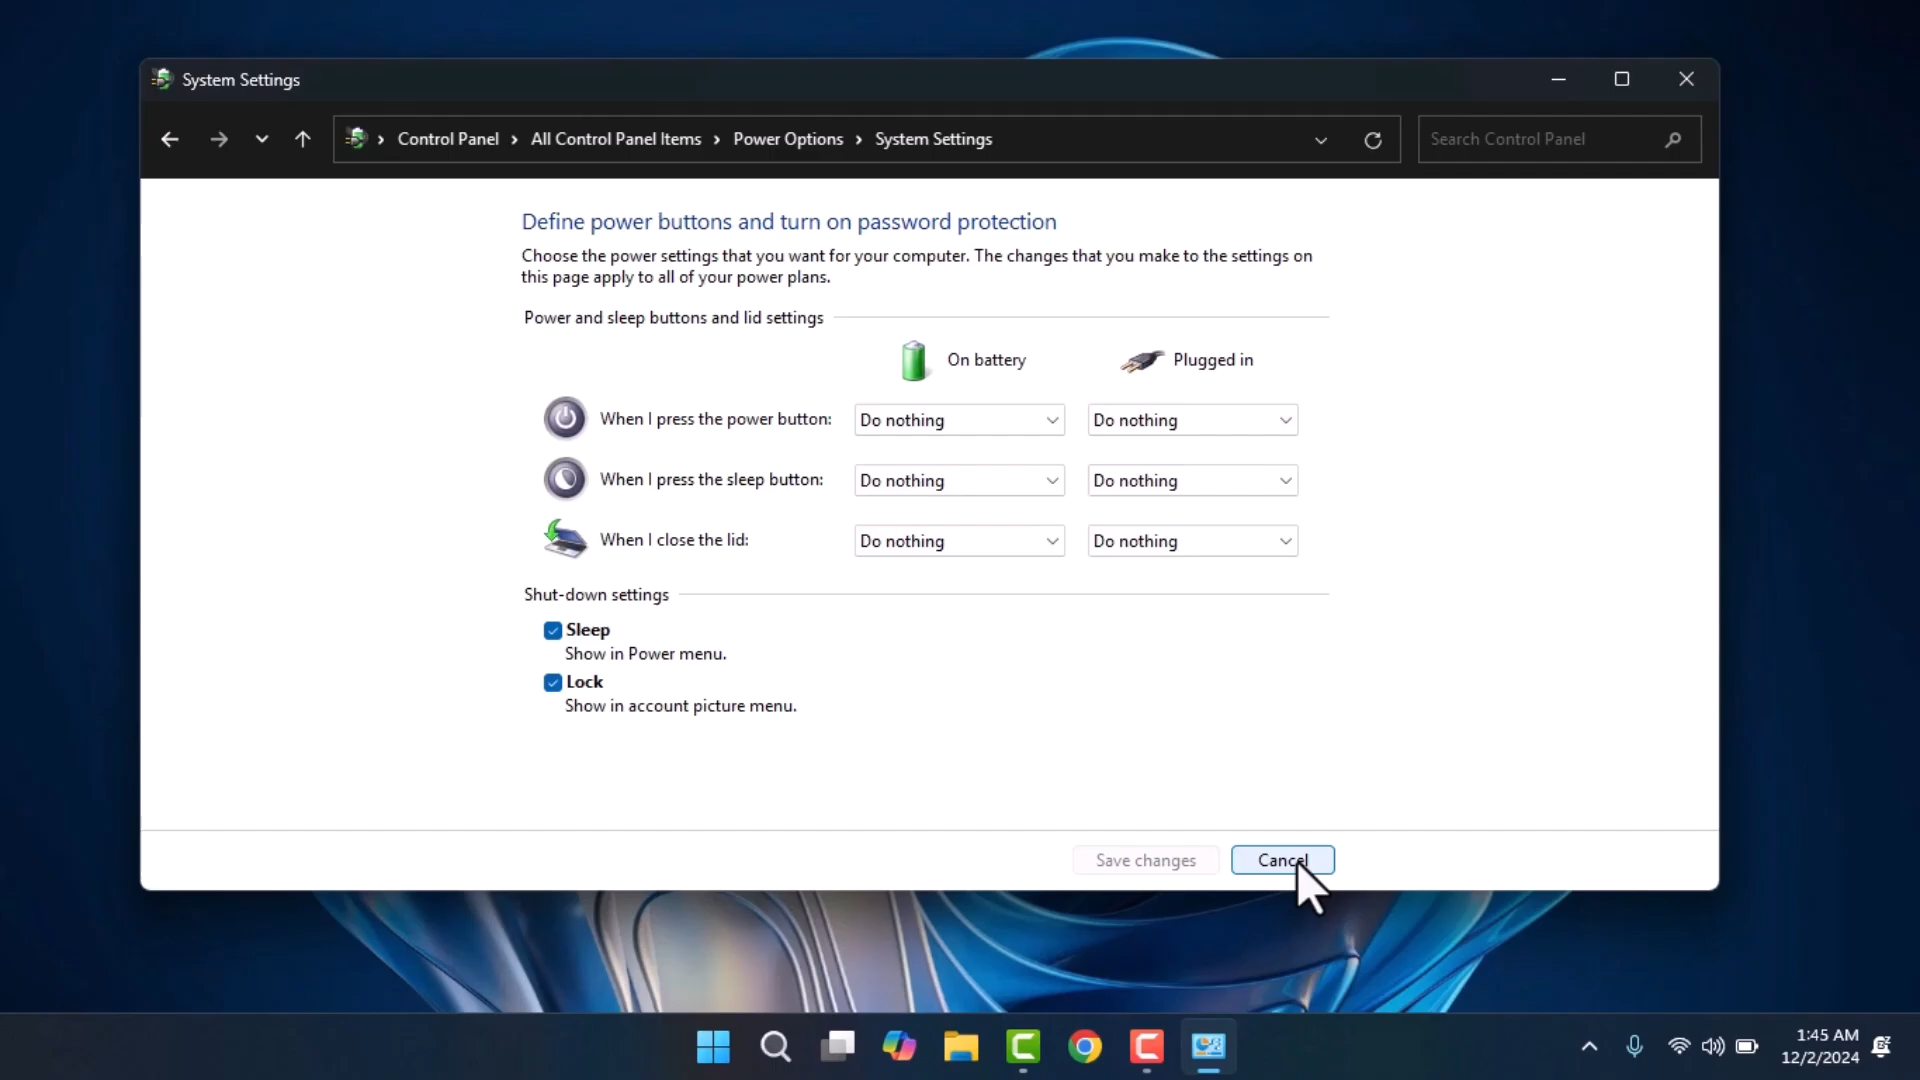 System Settings
Control Panel All Control Panel Items Power Options System Settings
Search Control Panel
Define power buttons and turn on password protection
Choose the power settings that you want for your computer. The changes that you make to the settings on
this page apply to all of your power plans.
Power and sleep buttons and lid settings
On battery Plugged in
When I press the power button: Do nothing Do nothing
When I press the sleep button: Do nothing Do nothing
When I close the lid: Do nothing Do nothing
Shut-down settings
Sleep
Show in Power menu.
Lock
Show in account picture menu.
Save changes Cancel
1:45 AM
12/2/2024